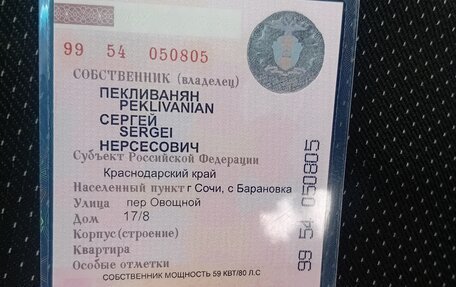 99 54 050805
СОБСТВЕННИК (владелец)
ПЕКЛИВАНЯН
PEKLIVANIAN
СЕРГЕЙ
SERGEI
НЕРСЕСОВИЧ
Субъект Российской Федерации
Краснодарский край
Населенный пункт г Сочи, с Барановка
Улица пер Овощной
Дом 17/8
Корпус (строение)
Квартира
Особые отметки
СОБСТВЕННИК МОЩНОСТЬ 59 КВТ/80 Л.С
99 54 050805